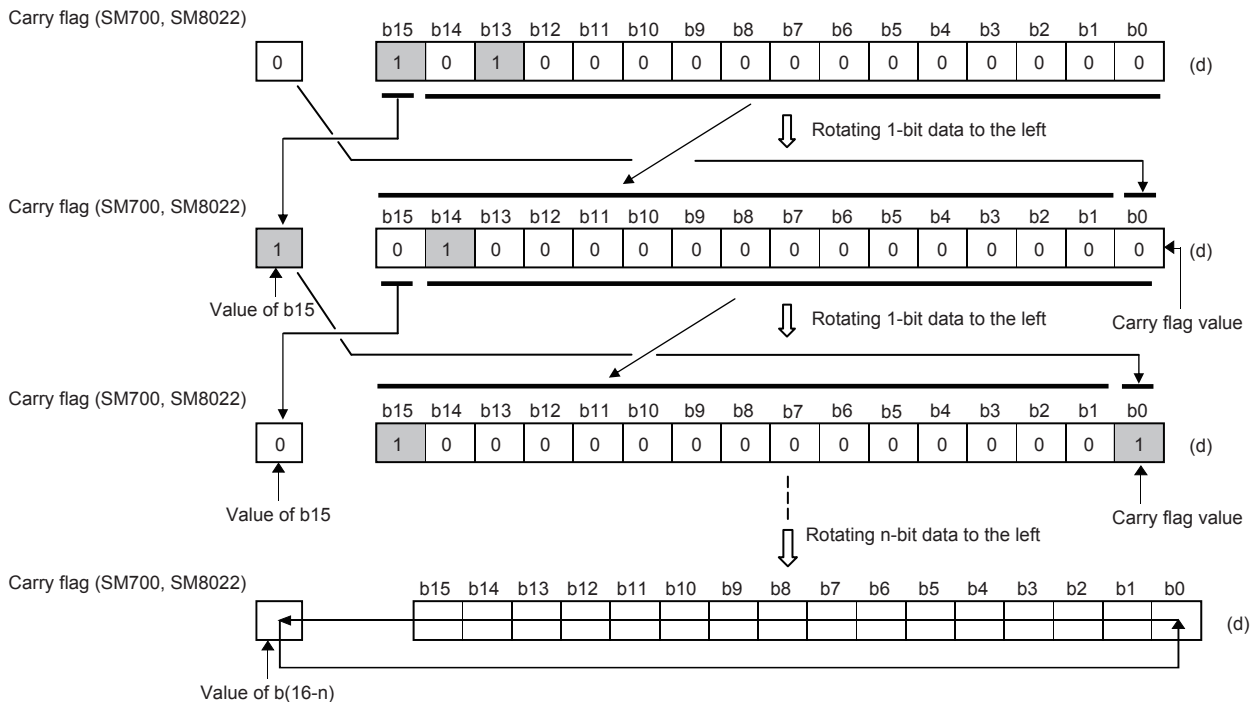 Carry flag (SM700, SM8022)
b15 b14 b13 b12 b11 b10 b9 b8 b7 b6 b5 b4 b3 b2 b1 b0
0 1 0 1 0 0 0 0 0 0 0 0 0 0 0 0 0 (d)
Rotating 1-bit data to the left
Carry flag (SM700, SM8022)
b15 b14 b13 b12 b11 b10 b9 b8 b7 b6 b5 b4 b3 b2 b1 b0
1 0 1 0 0 0 0 0 0 0 0 0 0 0 0 0 0 (d)
Value of b15
Rotating 1-bit data to the left
Carry flag value
Carry flag (SM700, SM8022)
b15 b14 b13 b12 b11 b10 b9 b8 b7 b6 b5 b4 b3 b2 b1 b0
0 1 0 0 0 0 0 0 0 0 0 0 0 0 0 0 1 (d)
Value of b15
Carry flag value
Rotating n-bit data to the left
Carry flag (SM700, SM8022)
b15 b14 b13 b12 b11 b10 b9 b8 b7 b6 b5 b4 b3 b2 b1 b0
(d)
Value of b(16-n)